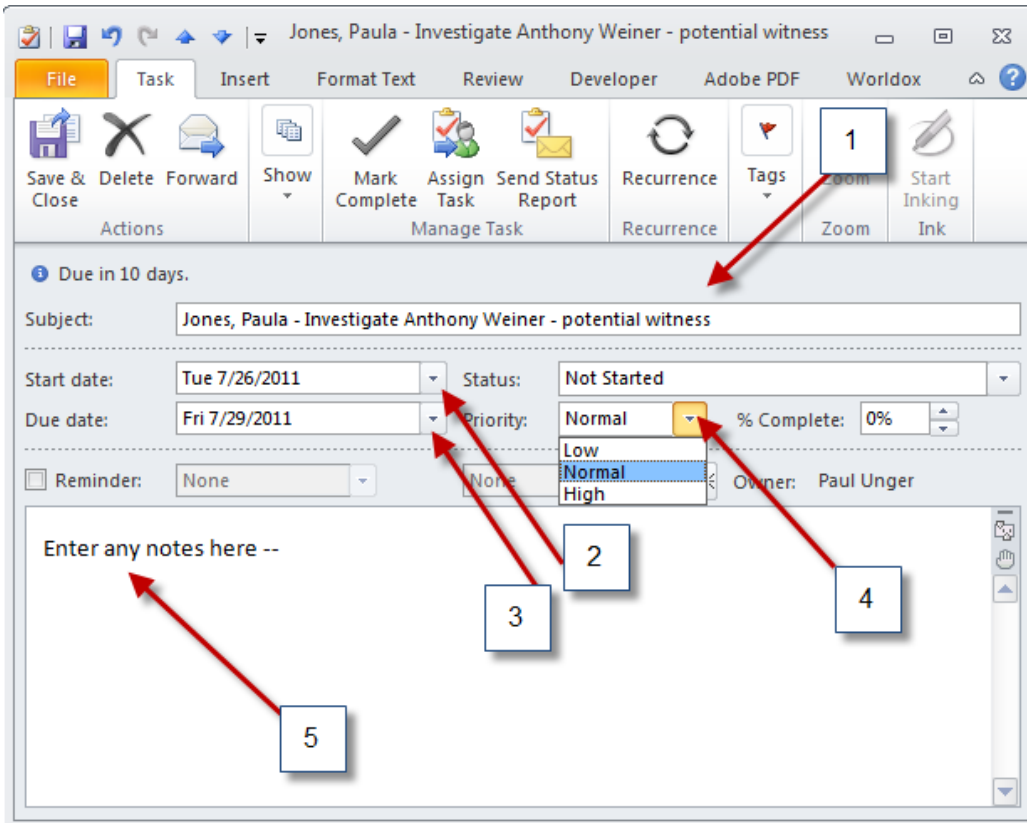 Jones, Paula - Investigate Anthony Weiner - potential witness
File Task Insert Format Text Review Developer Adobe PDF Worldox
Save & Close Delete Forward Show Mark Complete Assign Task Send Status Report Recurrence Tags Zoom Start Inking
1
Actions Manage Task Recurrence Zoom Ink
Due in 10 days.
Subject: Jones, Paula - Investigate Anthony Weiner - potential witness
Start date: Tue 7/26/2011 Status: Not Started
Due date: Fri 7/29/2011 Priority: Normal % Complete: 0%
Low
Normal
High
Reminder: None None Owner: Paul Unger
Enter any notes here --
2
3
4
5